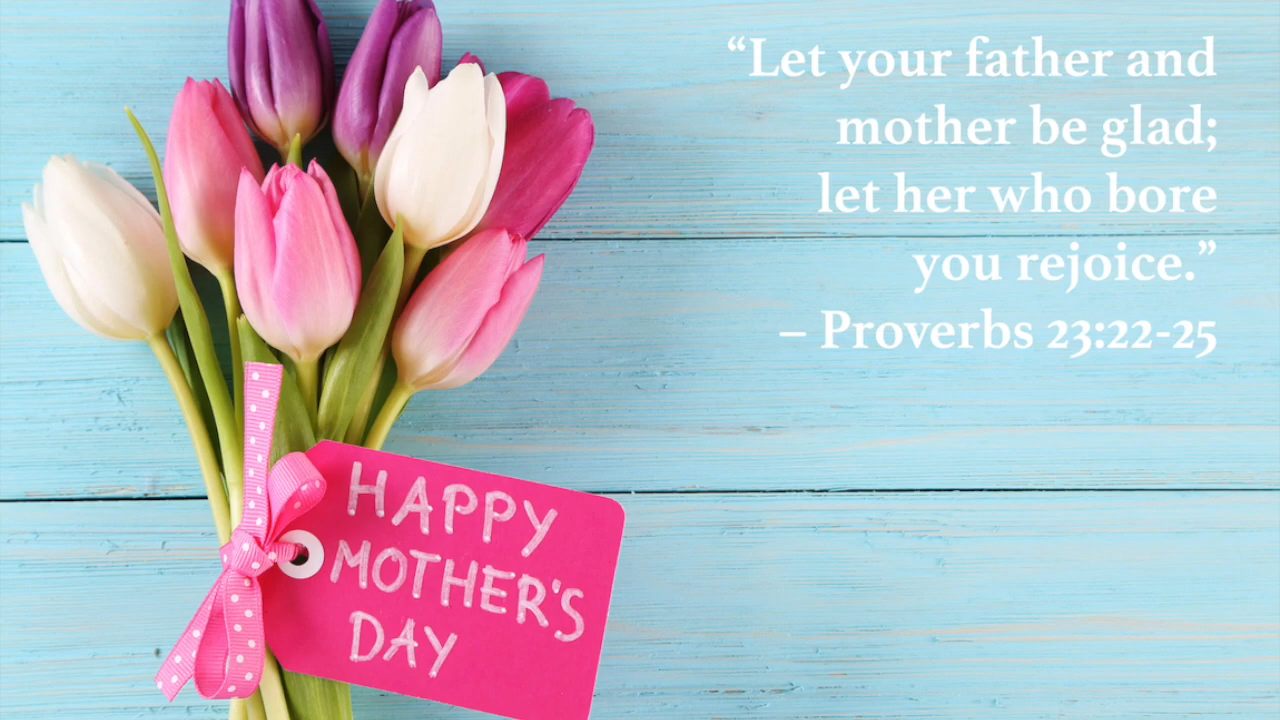 “Let your father and
mother be glad;
let her who bore
you rejoice.”
– Proverbs 23:22-25
HAPPY
MOTHER'S
DAY